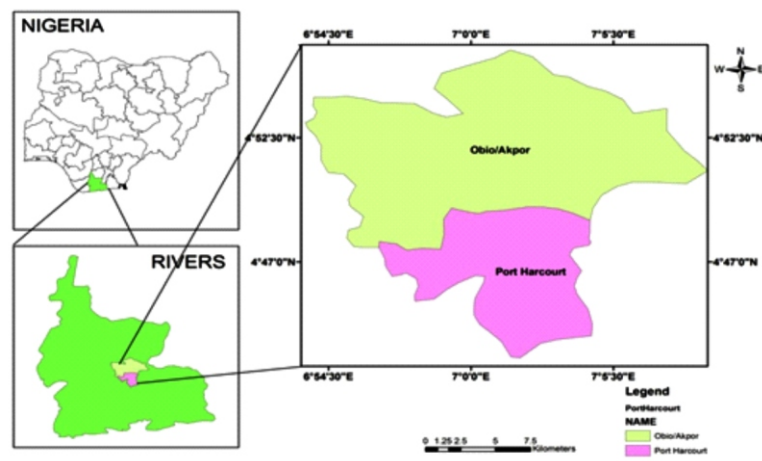 NIGERIA
RIVERS
6°54'30"E 7°0'0"E 7°5'30"E
N
W E
S
4°52'30"N 4°52'30"N
Obio/Akpor
4°47'0"N 4°47'0"N
Port Harcourt
6°54'30"E 7°0'0"E 7°5'30"E
Legend
PortHarcourt
NAME
Obio/Akpor
Port Harcourt
0 1.25 2.5 5 7.5
Kilometers